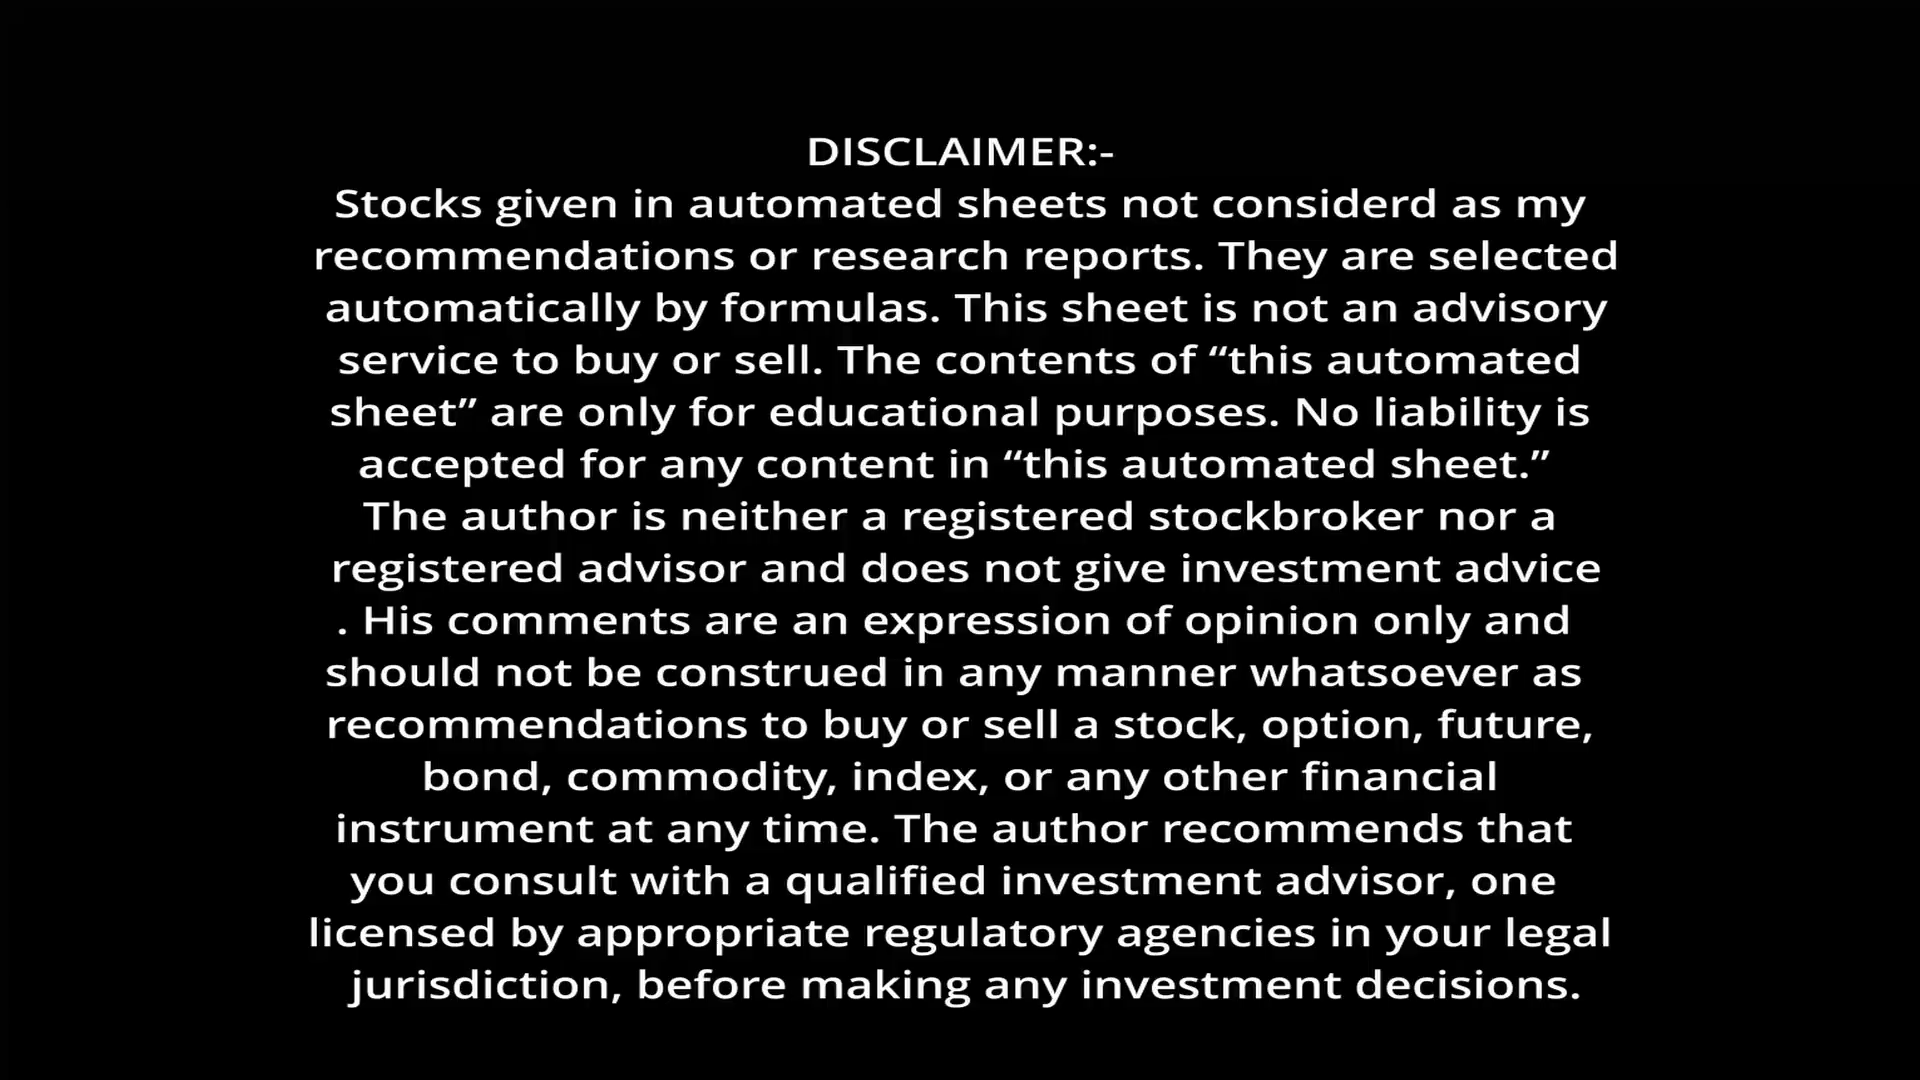 DISCLAIMER:-
Stocks given in automated sheets not considerd as my
recommendations or research reports. They are selected
automatically by formulas. This sheet is not an advisory
service to buy or sell. The contents of “this automated
sheet” are only for educational purposes. No liability is
accepted for any content in “this automated sheet.”
The author is neither a registered stockbroker nor a
registered advisor and does not give investment advice
. His comments are an expression of opinion only and
should not be construed in any manner whatsoever as
recommendations to buy or sell a stock, option, future,
bond, commodity, index, or any other financial
instrument at any time. The author recommends that
you consult with a qualified investment advisor, one
licensed by appropriate regulatory agencies in your legal
jurisdiction, before making any investment decisions.